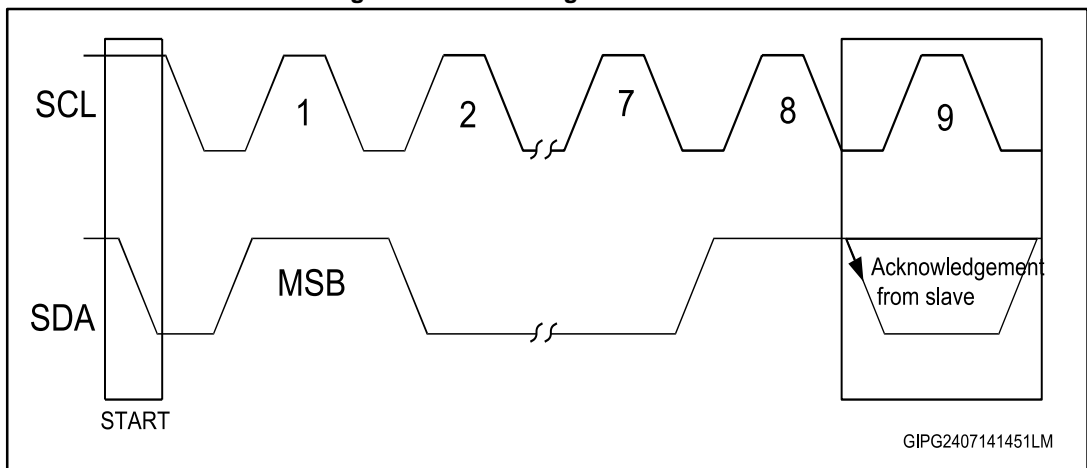 SCL
1
2
7
8
9
SDA
MSB
Acknowledgement
from slave
START
GIPG2407141451LM